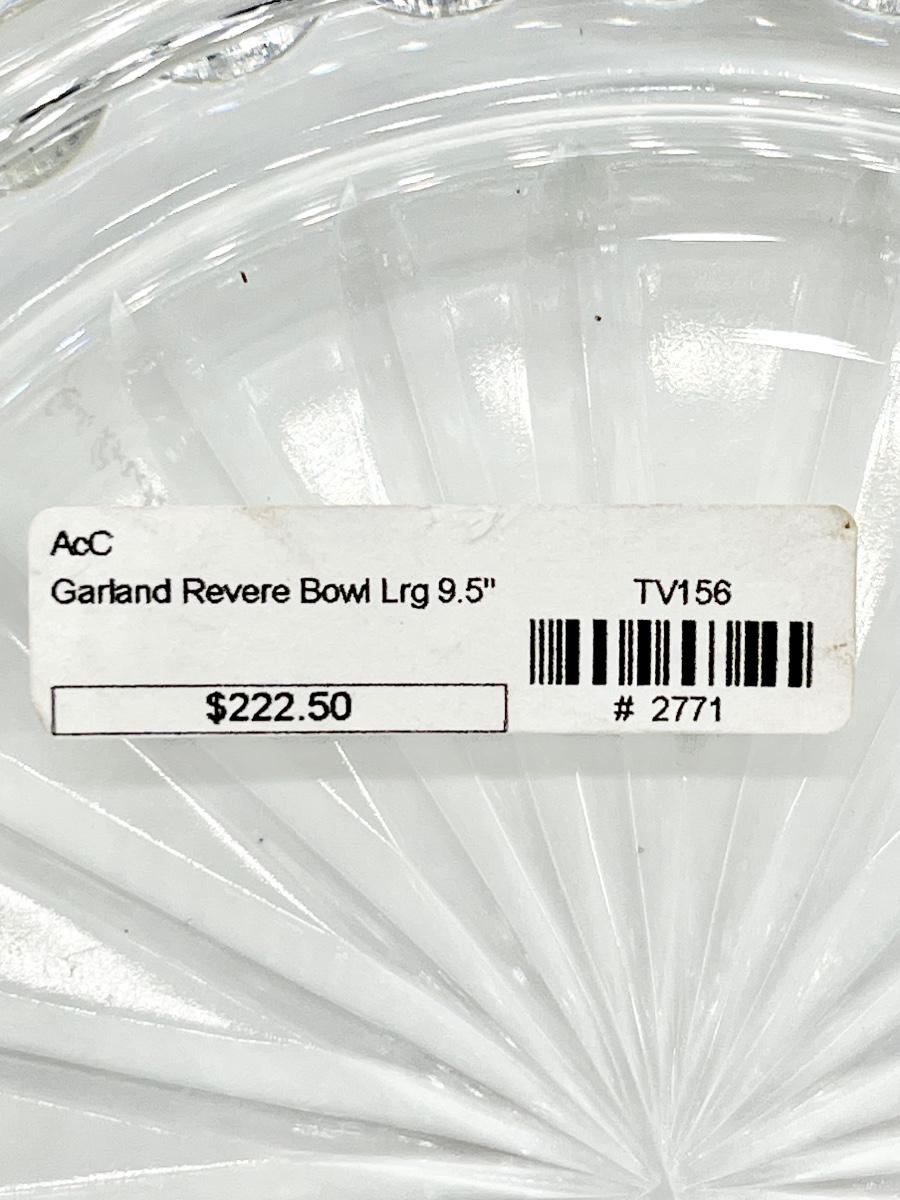 AcC
Garland Revere Bowl Lrg 9.5"
TV156
$222.50
# 2771